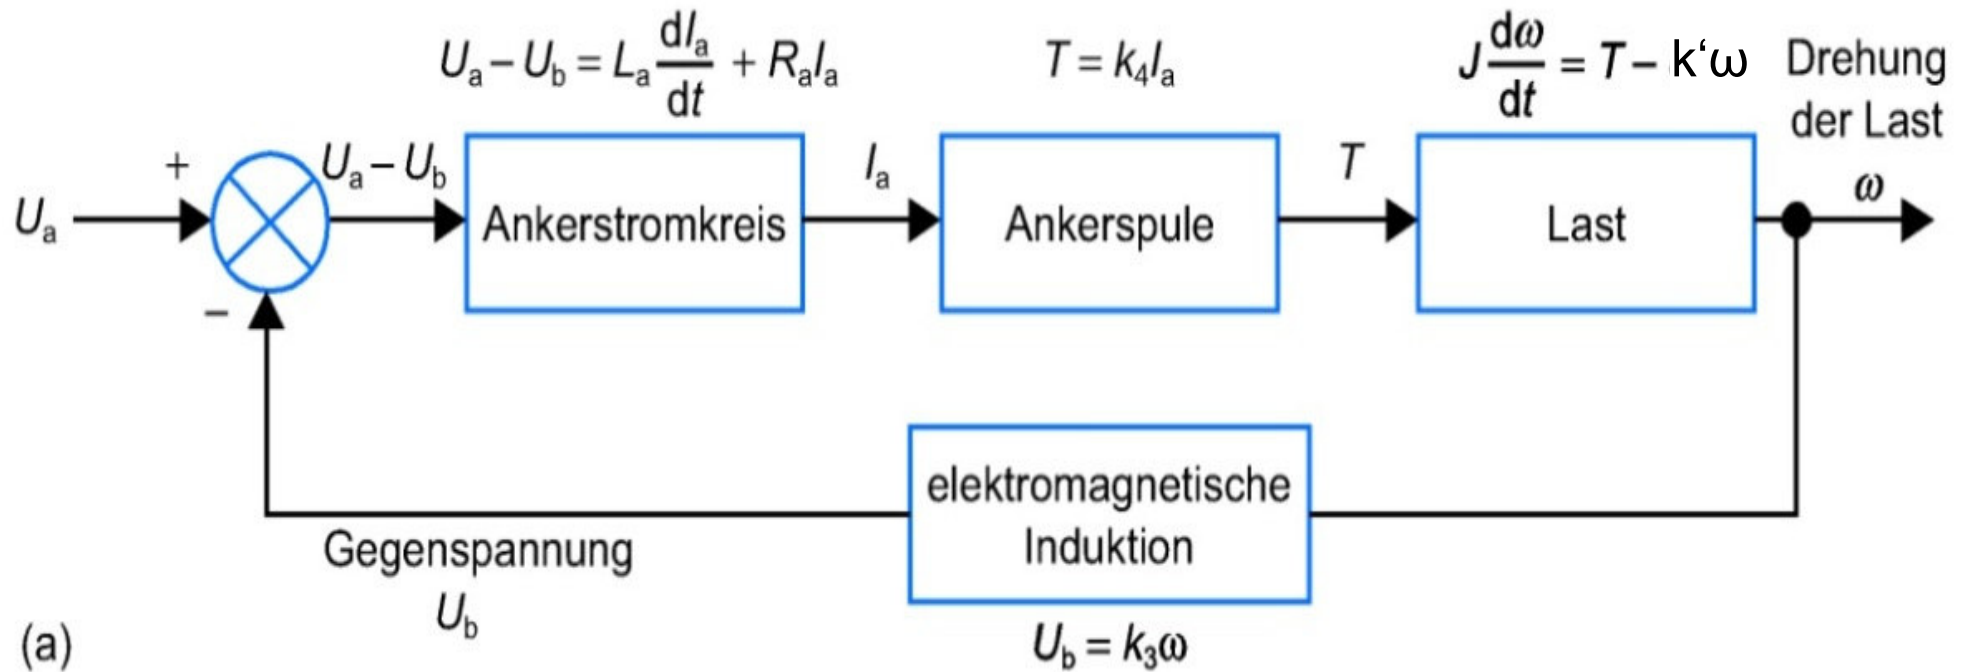 U_a − U_b = L_a dI_a/dt + R_a I_a
T = k_4 I_a
J dω/dt = T − k‘ω
Drehung
der Last
ω
U_a
+
−
U_a − U_b
Ankerstromkreis
I_a
Ankerspule
T
Last
elektromagnetische
Induktion
U_b = k_3 ω
Gegenspannung
U_b
(a)